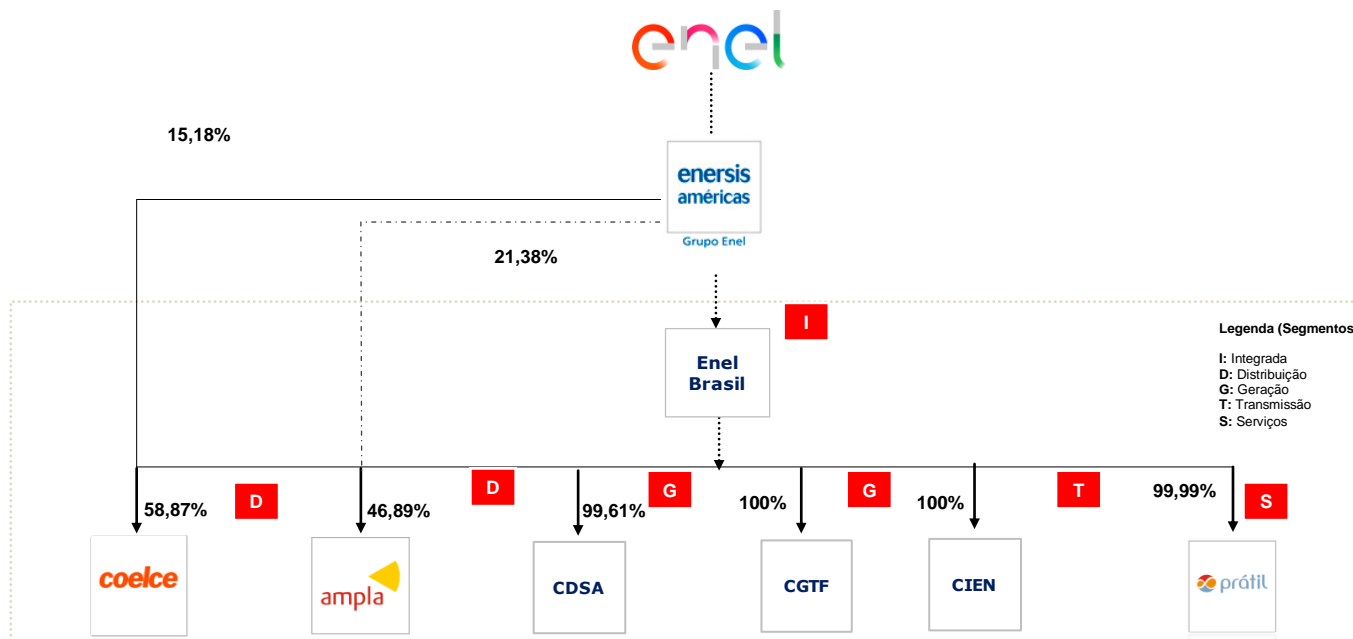 enel
15,18%
enersis
américas
Grupo Enel
21,38%
I
Enel
Brasil
Legenda (Segmentos
I: Integrada
D: Distribuição
G: Geração
T: Transmissão
S: Serviços
58,87%
D
46,89%
D
99,61%
G
100%
G
100%
T
99,99%
S
coelce
ampla
CDSA
CGTF
CIEN
prátil